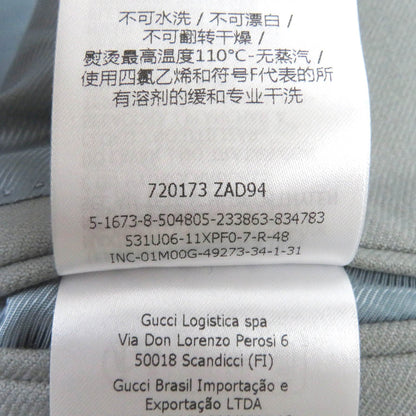 不可水洗/不可漂白/
不可翻转干燥/
熨烫最高温度110°C-无蒸汽/
使用四氯乙烯和符号F代表的所
有溶剂的缓和专业干洗
720173 ZAD94
5-1673-8-504805-233863-834783
531U06-11XPF0-7-R-48
INC-01M00G-49273-34-1-31
Gucci Logistica spa
Via Don Lorenzo Perosi 6
50018 Scandicci (FI)
Gucci Brasil Importação e
Exportação LTDA